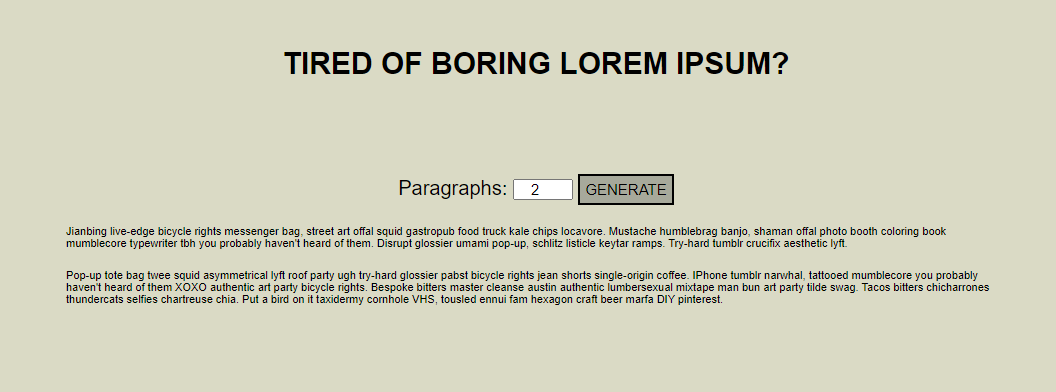 TIRED OF BORING LOREM IPSUM?
Paragraphs: 2 GENERATE
Jianbing live-edge bicycle rights messenger bag, street art offal squid gastropub food truck kale chips locavore. Mustache humblebrag banjo, shaman offal photo booth coloring book
mumblecore typewriter tbh you probably haven't heard of them. Disrupt glossier umami pop-up, schlitz listicle keytar ramps. Try-hard tumblr crucifix aesthetic lyft.
Pop-up tote bag twee squid asymmetrical lyft roof party ugh try-hard glossier pabst bicycle rights jean shorts single-origin coffee. IPhone tumblr narwhal, tattooed mumblecore you probably
haven't heard of them XOXO authentic art party bicycle rights. Bespoke bitters master cleanse austin authentic lumbersexual mixtape man bun art party tilde swag. Tacos bitters chicharrones
thundercats selfies chartreuse chia. Put a bird on it taxidermy cornhole VHS, tousled ennui fam hexagon craft beer marfa DIY pinterest.